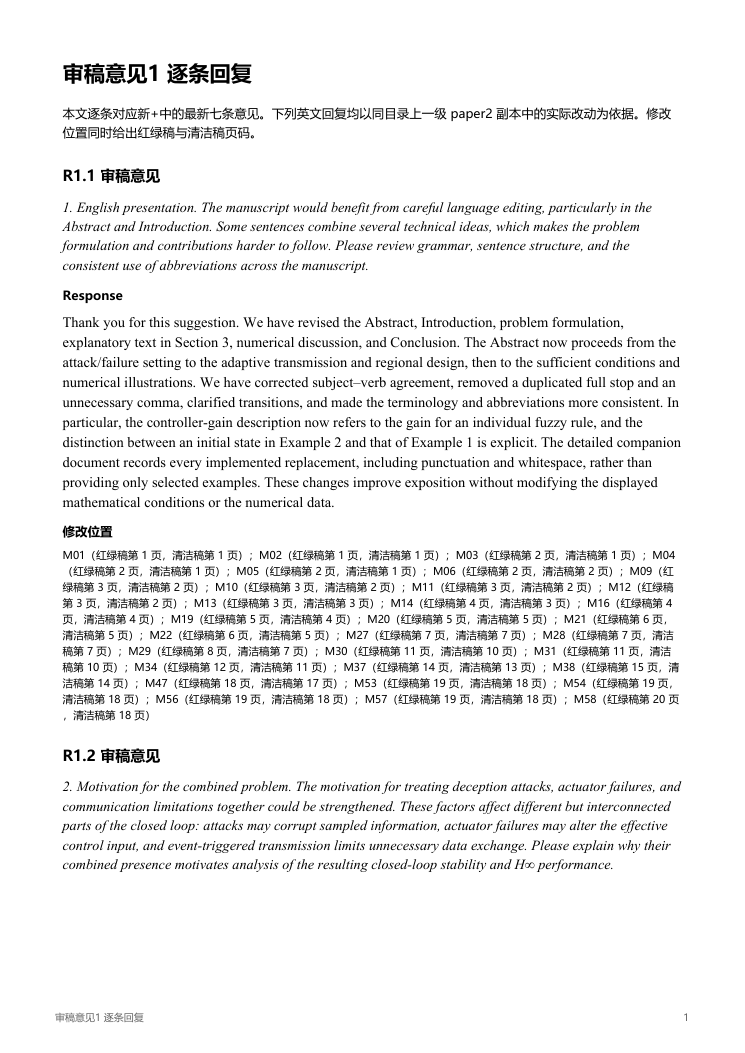 审稿意见1 逐条回复
本文逐条对应新+中的最新七条意见。下列英文回复均以同目录上一级 paper2 副本中的实际改动为依据。修改
位置同时给出红绿稿与清洁稿页码。
R1.1 审稿意见
1. English presentation. The manuscript would benefit from careful language editing, particularly in the
Abstract and Introduction. Some sentences combine several technical ideas, which makes the problem
formulation and contributions harder to follow. Please review grammar, sentence structure, and the
consistent use of abbreviations across the manuscript.
Response
Thank you for this suggestion. We have revised the Abstract, Introduction, problem formulation,
explanatory text in Section 3, numerical discussion, and Conclusion. The Abstract now proceeds from the
attack/failure setting to the adaptive transmission and regional design, then to the sufficient conditions and
numerical illustrations. We have corrected subject–verb agreement, removed a duplicated full stop and an
unnecessary comma, clarified transitions, and made the terminology and abbreviations more consistent. In
particular, the controller-gain description now refers to the gain for an individual fuzzy rule, and the
distinction between an initial state in Example 2 and that of Example 1 is explicit. The detailed companion
document records every implemented replacement, including punctuation and whitespace, rather than
providing only selected examples. These changes improve exposition without modifying the displayed
mathematical conditions or the numerical data.
修改位置
M01（红绿稿第 1 页，清洁稿第 1 页）；M02（红绿稿第 1 页，清洁稿第 1 页）；M03（红绿稿第 2 页，清洁稿第 1 页）；M04
（红绿稿第 2 页，清洁稿第 1 页）；M05（红绿稿第 2 页，清洁稿第 1 页）；M06（红绿稿第 2 页，清洁稿第 2 页）；M09（红
绿稿第 3 页，清洁稿第 2 页）；M10（红绿稿第 3 页，清洁稿第 2 页）；M11（红绿稿第 3 页，清洁稿第 2 页）；M12（红绿稿
第 3 页，清洁稿第 2 页）；M13（红绿稿第 3 页，清洁稿第 3 页）；M14（红绿稿第 4 页，清洁稿第 3 页）；M16（红绿稿第 4
页，清洁稿第 4 页）；M19（红绿稿第 5 页，清洁稿第 4 页）；M20（红绿稿第 5 页，清洁稿第 5 页）；M21（红绿稿第 6 页，
清洁稿第 5 页）；M22（红绿稿第 6 页，清洁稿第 5 页）；M27（红绿稿第 7 页，清洁稿第 7 页）；M28（红绿稿第 7 页，清洁
稿第 7 页）；M29（红绿稿第 8 页，清洁稿第 7 页）；M30（红绿稿第 11 页，清洁稿第 10 页）；M31（红绿稿第 11 页，清洁
稿第 10 页）；M34（红绿稿第 12 页，清洁稿第 11 页）；M37（红绿稿第 14 页，清洁稿第 13 页）；M38（红绿稿第 15 页，清
洁稿第 14 页）；M47（红绿稿第 18 页，清洁稿第 17 页）；M53（红绿稿第 19 页，清洁稿第 18 页）；M54（红绿稿第 19 页，
清洁稿第 18 页）；M56（红绿稿第 19 页，清洁稿第 18 页）；M57（红绿稿第 19 页，清洁稿第 18 页）；M58（红绿稿第 20 页
，清洁稿第 18 页）
R1.2 审稿意见
2. Motivation for the combined problem. The motivation for treating deception attacks, actuator failures, and
communication limitations together could be strengthened. These factors affect different but interconnected
parts of the closed loop: attacks may corrupt sampled information, actuator failures may alter the effective
control input, and event-triggered transmission limits unnecessary data exchange. Please explain why their
combined presence motivates analysis of the resulting closed-loop stability and H∞ performance.
审稿意见1 逐条回复
1